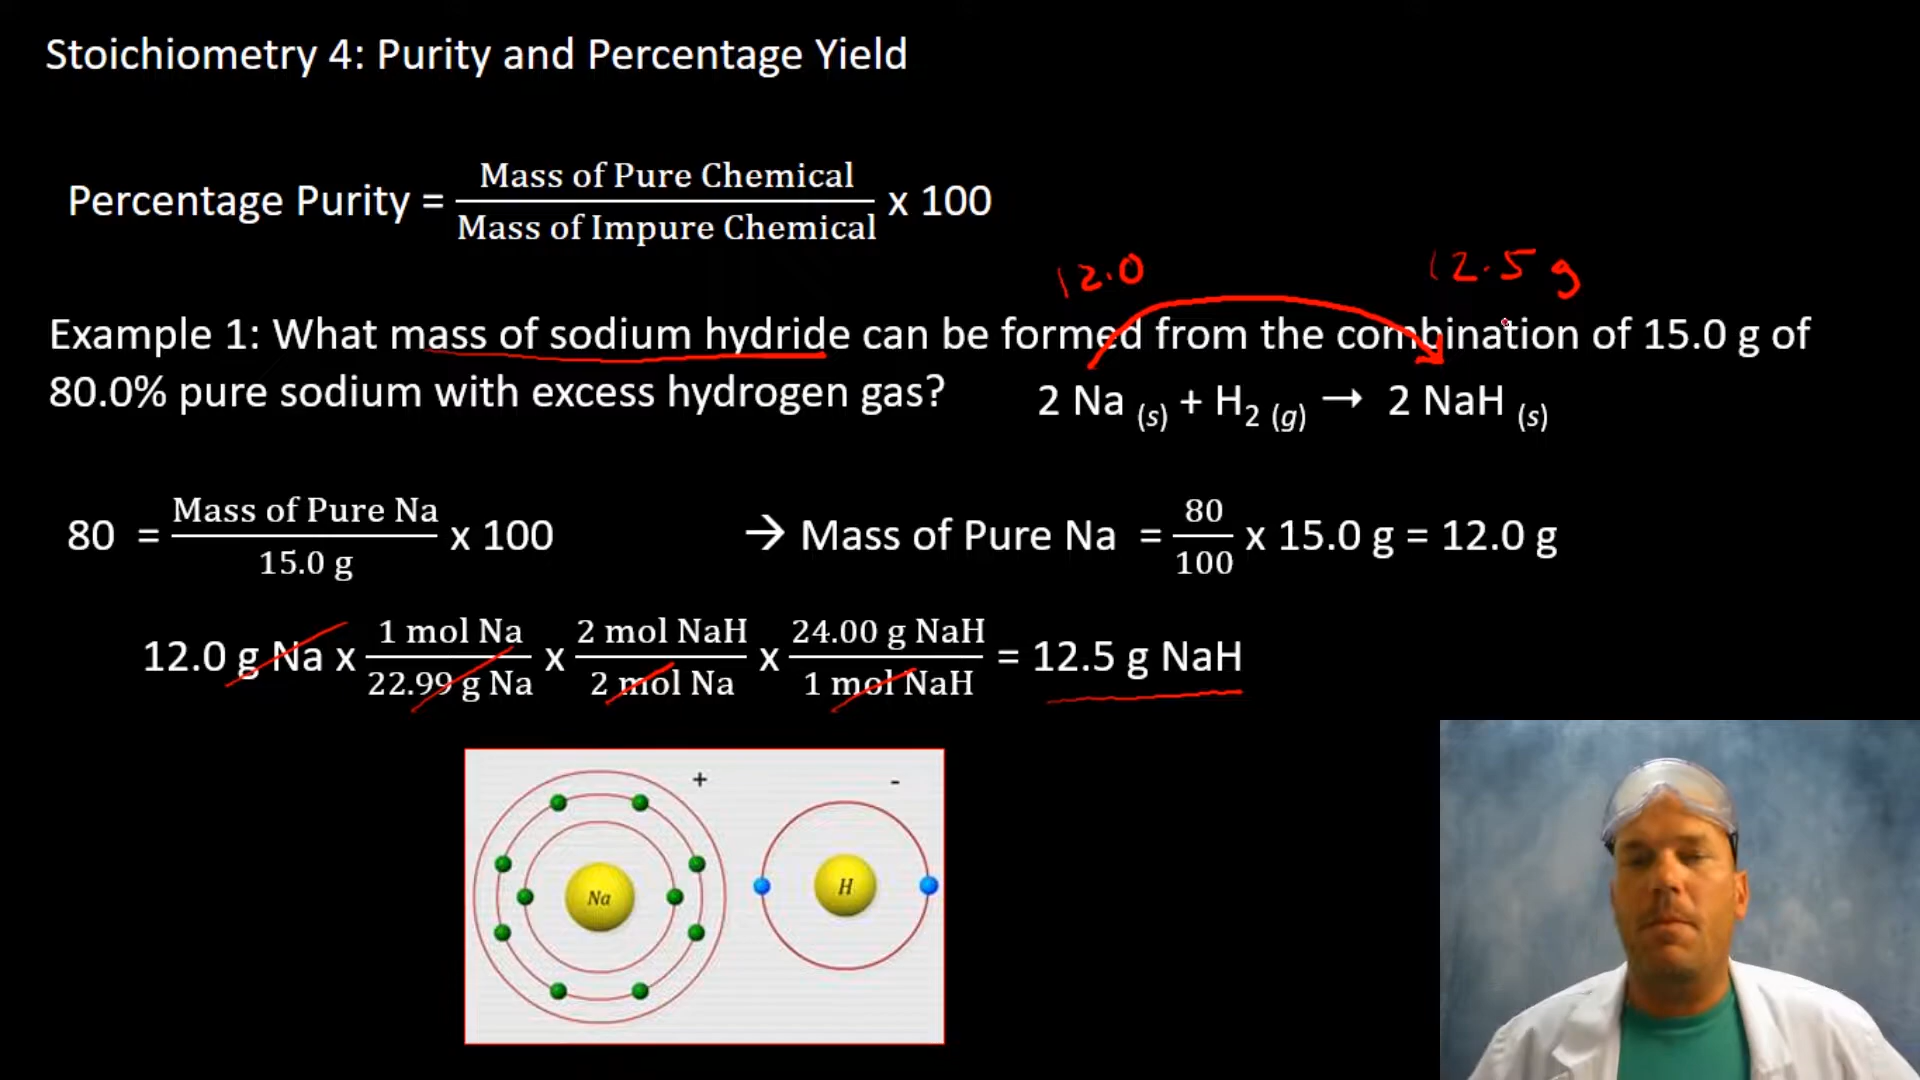 Stoichiometry 4: Purity and Percentage Yield
Percentage Purity = Mass of Pure Chemical / Mass of Impure Chemical x 100
12.0 12.5 g
Example 1: What mass of sodium hydride can be formed from the combination of 15.0 g of
80.0% pure sodium with excess hydrogen gas? 2 Na (s) + H2 (g) → 2 NaH (s)
80 = Mass of Pure Na / 15.0 g x 100 → Mass of Pure Na = 80/100 x 15.0 g = 12.0 g
12.0 g Na x 1 mol Na / 22.99 g Na x 2 mol NaH / 2 mol Na x 24.00 g NaH / 1 mol NaH = 12.5 g NaH
+ -
Na H